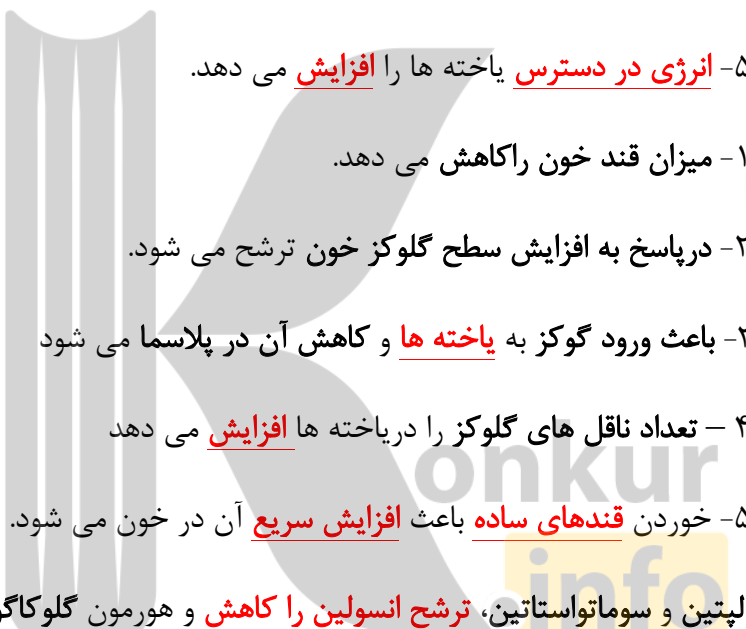 ۵- انرژی در دسترس یاخته ها را افزایش می دهد.
۱- میزان قند خون راکاهش می دهد.
۲- درپاسخ به افزایش سطح گلوکز خون ترشح می شود.
- باعث ورود گوکز به یاخته ها و کاهش آن در پلاسما می شود
۴ – تعداد ناقل های گلوکز را دریاخته ها افزایش می دهد
۵- خوردن قندهای ساده باعث افزایش سریع آن در خون می شود.
لپتین و سوماتواستاتین، ترشح انسولین را کاهش و هورمون
onkur
info